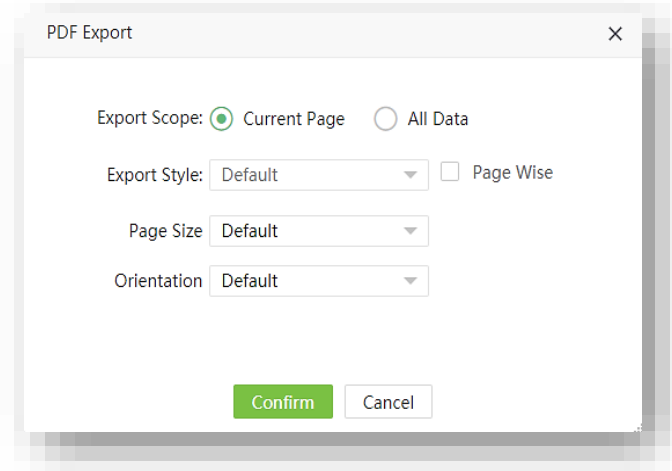 PDF Export
Export Scope: Current Page All Data
Export Style: Default Page Wise
Page Size Default
Orientation Default
Confirm Cancel